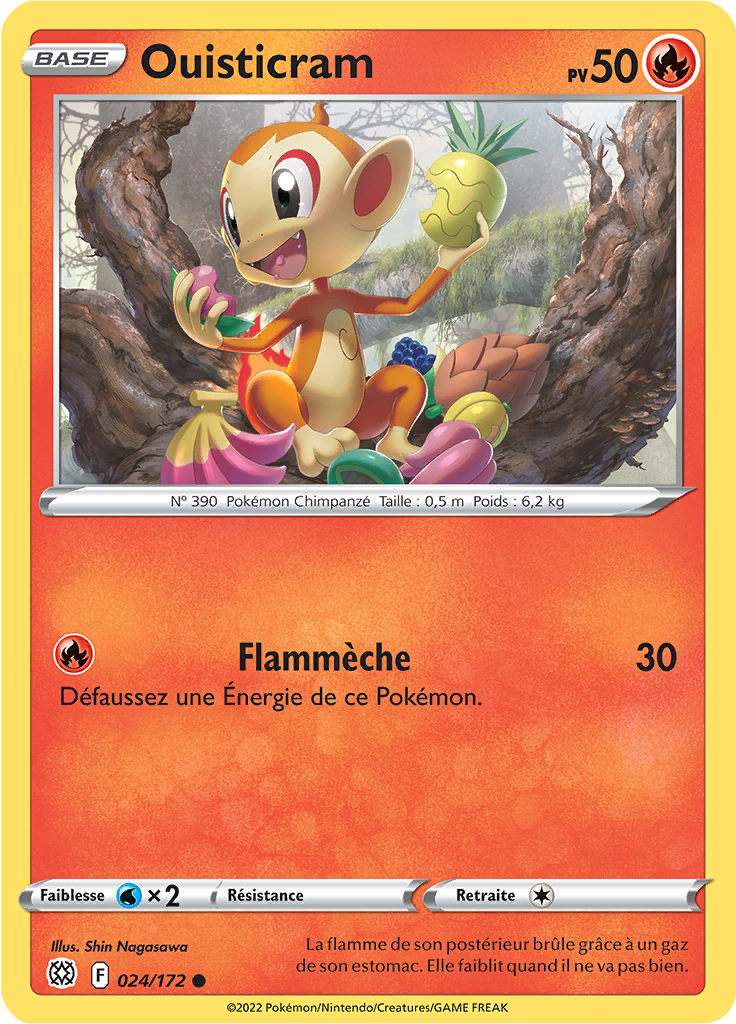 BASE
Ouisticram
PV 50
Nº 390 Pokémon Chimpanzé Taille : 0,5 m Poids : 6,2 kg
Flammèche 30
Défaussez une Énergie de ce Pokémon.
Faiblesse ×2 Résistance Retraite
Illus. Shin Nagasawa
La flamme de son postérieur brûle grâce à un gaz
de son estomac. Elle faiblit quand il ne va pas bien.
F 024/172
©2022 Pokémon/Nintendo/Creatures/GAME FREAK